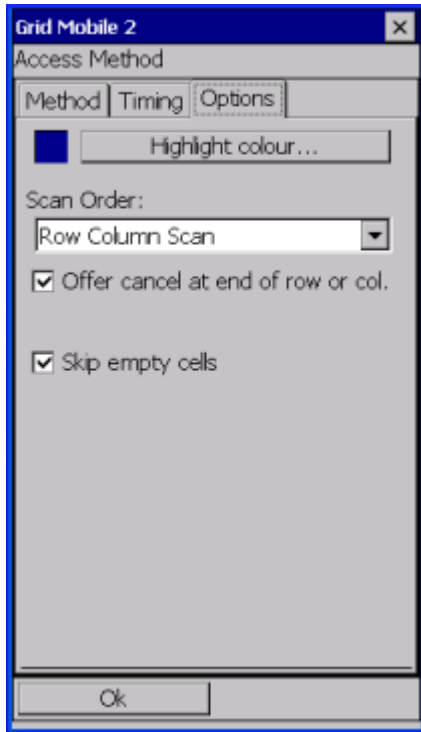 Grid Mobile 2
Access Method
Method Timing Options
Highlight colour...
Scan Order:
Row Column Scan
Offer cancel at end of row or col.
Skip empty cells
Ok